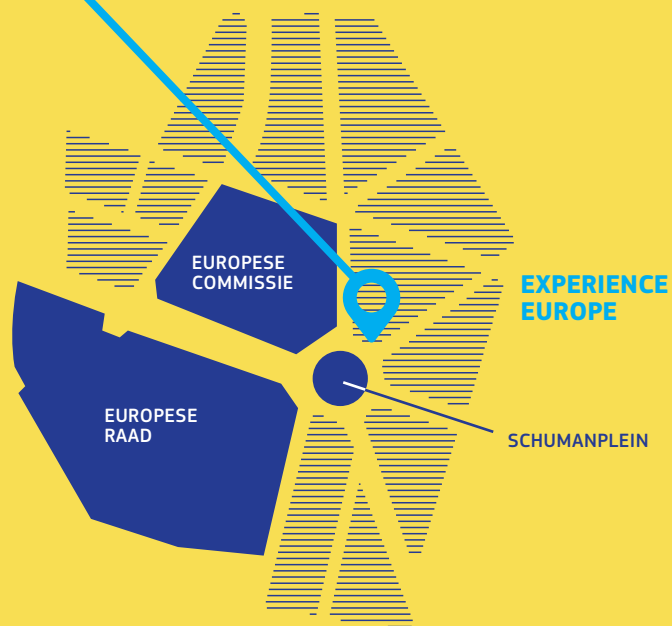 EUROPESE
COMMISSIE
EXPERIENCE
EUROPE
EUROPESE
RAAD
SCHUMANPLEIN